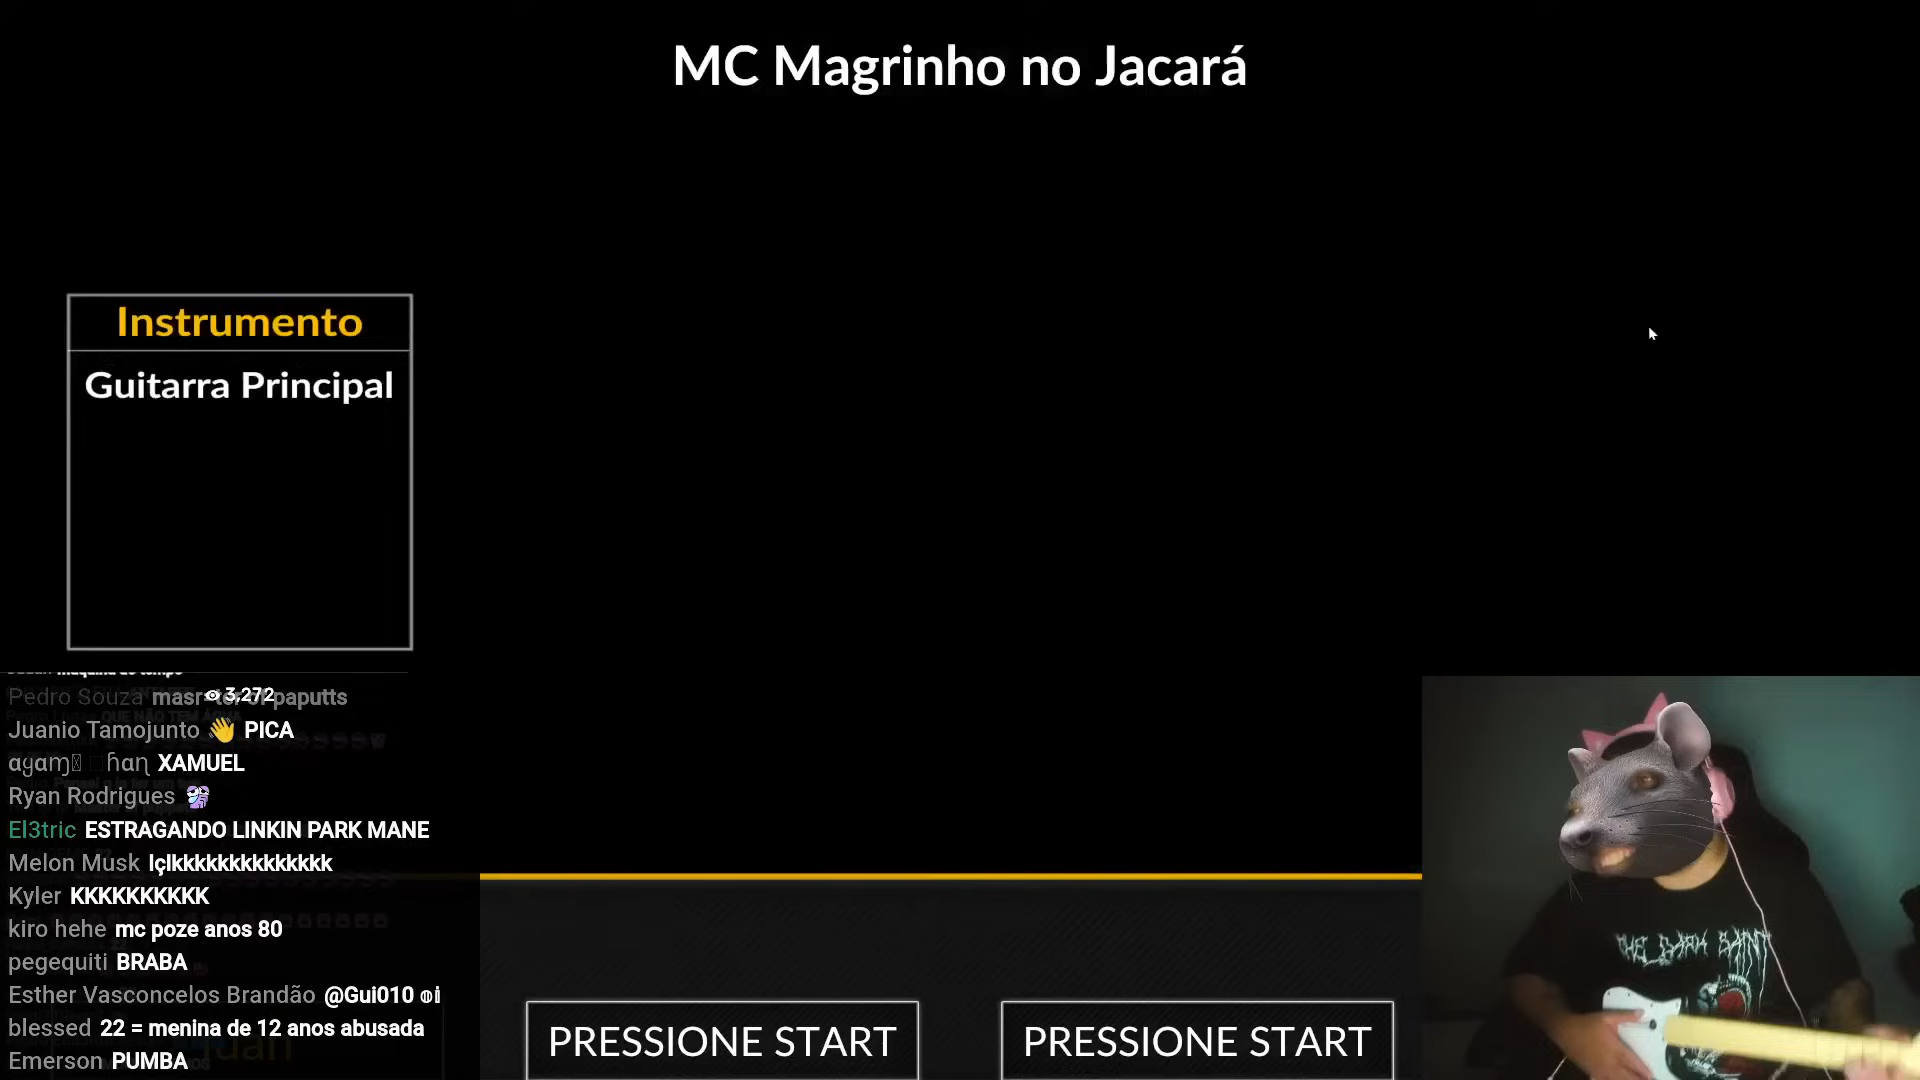 MC Magrinho no Jacará
Instrumento
Guitarra Principal
3,272
Pedro Souza
Juanio Tamojunto 👋 PICA
XAMUEL
Ryan Rodrigues
El3tric ESTRAGANDO LINKIN PARK MANE
Melon Musk lçlkkkkkkkkkkkkkk
Kyler KKKKKKKKKK
kiro hehe mc poze anos 80
pegequiti BRABA
Esther Vasconcelos Brandão @Gui010
blessed 22 = menina de 12 anos abusada
Emerson PUMBA
PRESSIONE START
PRESSIONE START